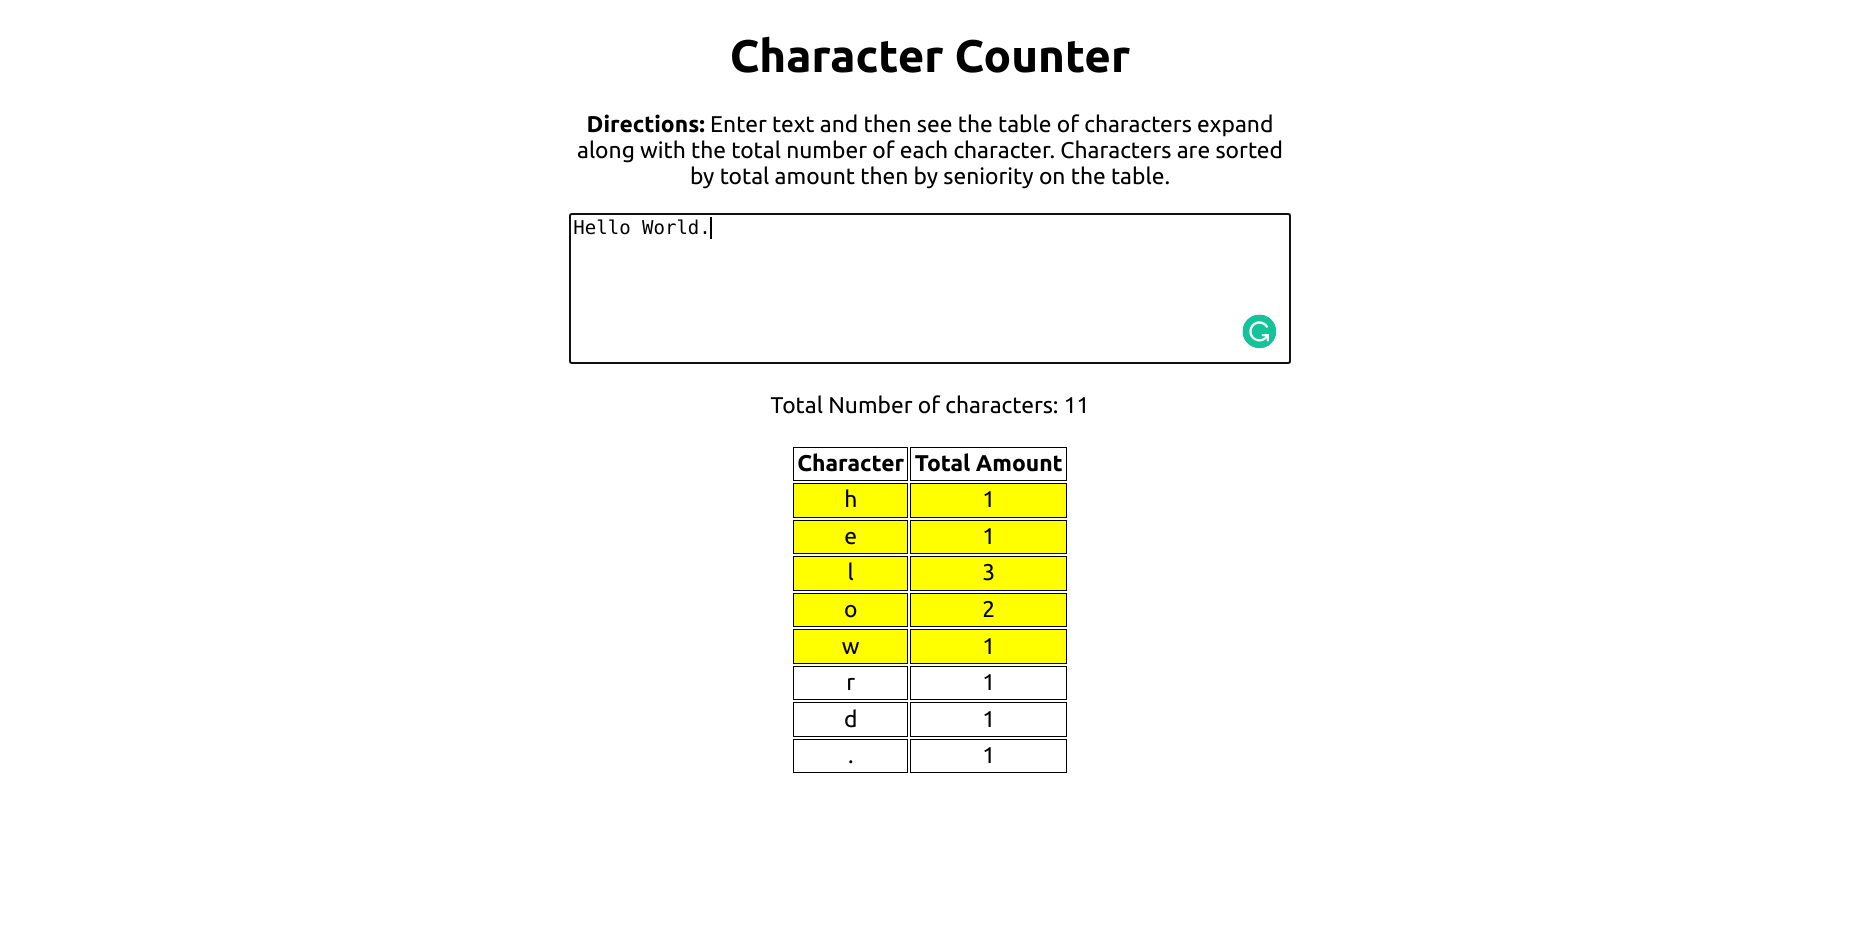 Character Counter
Directions: Enter text and then see the table of characters expand
along with the total number of each character. Characters are sorted
by total amount then by seniority on the table.
Hello World.
Total Number of characters: 11
Character Total Amount
h 1
e 1
l 3
o 2
w 1
r 1
d 1
. 1